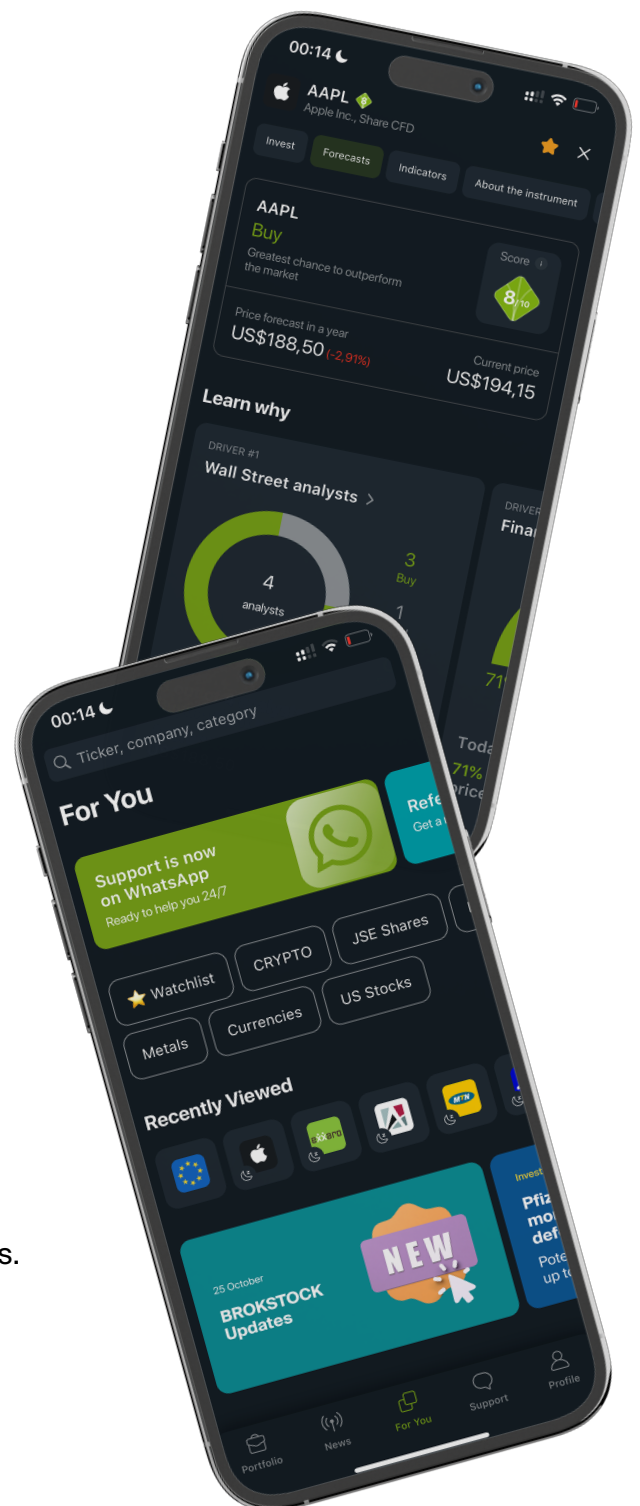 00:14
AAPL 8
Apple Inc., Share CFD
Invest
Forecasts
Indicators
About the instrument
AAPL
Buy
Greatest chance to outperform
the market
Score
8/10
Price forecast in a year
US$188,50 (-2,91%)
Current price
US$194,15
Learn why
DRIVER #1
Wall Street analysts >
4
analysts
3
Buy
1
DRIVER
Fina
71
Toda
71%
price
00:14
Ticker, company, category
For You
Support is now
on WhatsApp
Ready to help you 24/7
Refe
Get a
Watchlist
CRYPTO
JSE Shares
Metals
Currencies
US Stocks
Recently Viewed
exxaro
MTN
25 October
BROKSTOCK
Updates
NEW
Invest
Pfiz
mo
def
Pote
up to
Portfolio
News
For You
Support
Profile
s.